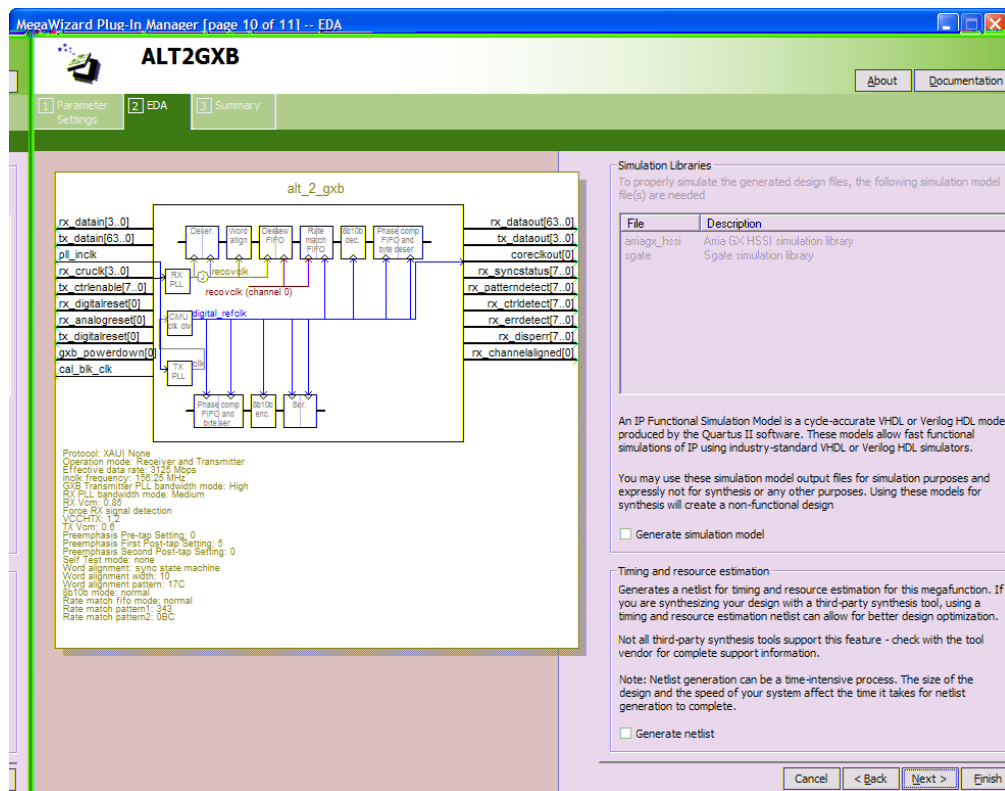 MegaWizard Plug-In Manager [page 10 of 11] -- EDA
ALT2GXB
About
Documentation
1 Parameter Settings
2 EDA
3 Summary
alt_2_gxb
rx_datain[3..0]
tx_datain[63..0]
pll_inclk
rx_cruclk[3..0]
tx_ctrlenable[7..0]
rx_digitalreset[0]
rx_analogreset[0]
tx_digitalreset[0]
gxb_powerdown[0]
cal_blk_clk
Deser.
Word align
Deskew FIFO
Rate match FIFO
8b10b dec.
Phase comp FIFO and byte deser.
RX PLL
recovclk
recovclk (channel 0)
CMU clk div
digital_refclk
TX PLL
clk
Phase comp FIFO and byte ser.
8b10b enc.
Ser.
rx_dataout[63..0]
tx_dataout[3..0]
coreclkout[0]
rx_syncstatus[7..0]
rx_patterndetect[7..0]
rx_ctrldetect[7..0]
rx_errdetect[7..0]
rx_disperr[7..0]
rx_channelaligned[0]
Protocol: XAUI None
Operation mode: Receiver and Transmitter
Effective data rate: 3125 Mbps
inclk frequency: 156.25 MHz
GXB Transmitter PLL bandwidth mode: High
RX PLL bandwidth mode: Medium
RX Vcm: 0.85
Force RX signal detection
VCCHTX: 1.2
TX Vcm: 0.6
Preemphasis Pre-tap Setting: 0
Preemphasis First Post-tap Setting: 5
Preemphasis Second Post-tap Setting: 0
Self Test mode: none
Word alignment: sync state machine
Word alignment width: 10
Word alignment pattern: 17C
8b10b mode: normal
Rate match fifo mode: normal
Rate match pattern1: 343
Rate match pattern2: 0BC
Simulation Libraries
To properly simulate the generated design files, the following simulation model
file(s) are needed
File Description
arriagx_hssi Arria GX HSSI simulation library
sgate Sgate simulation library
An IP Functional Simulation Model is a cycle-accurate VHDL or Verilog HDL mode
produced by the Quartus II software. These models allow fast functional
simulations of IP using industry-standard VHDL or Verilog HDL simulators.
You may use these simulation model output files for simulation purposes and
expressly not for synthesis or any other purposes. Using these models for
synthesis will create a non-functional design
Generate simulation model
Timing and resource estimation
Generates a netlist for timing and resource estimation for this megafunction. If
you are synthesizing your design with a third-party synthesis tool, using a
timing and resource estimation netlist can allow for better design optimization.
Not all third-party synthesis tools support this feature - check with the tool
vendor for complete support information.
Note: Netlist generation can be a time-intensive process. The size of the
design and the speed of your system affect the time it takes for netlist
generation to complete.
Generate netlist
Cancel
< Back
Next >
Finish